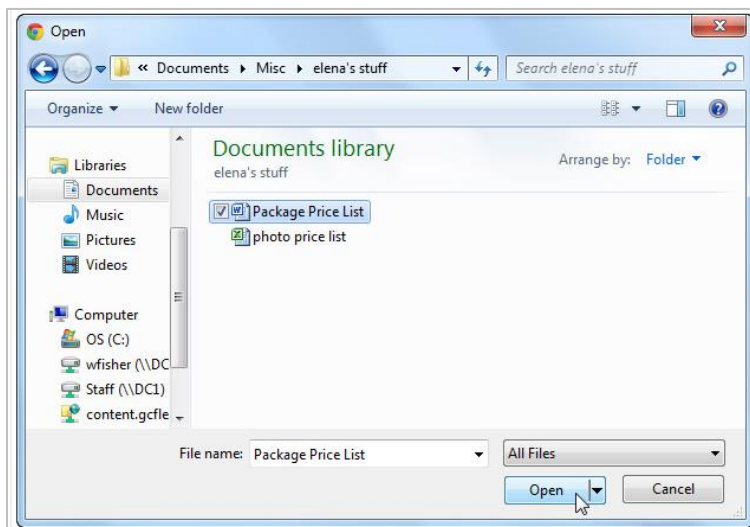 Open
« Documents Misc elena's stuff Search elena's stuff
Organize New folder
Documents library
elena's stuff
Arrange by: Folder
Libraries
Documents
Music
Pictures
Videos
Computer
OS (C:)
wfisher (\\DC
Staff (\\DC1)
content.gcfle
Package Price List
photo price list
File name: Package Price List All Files
Open Cancel